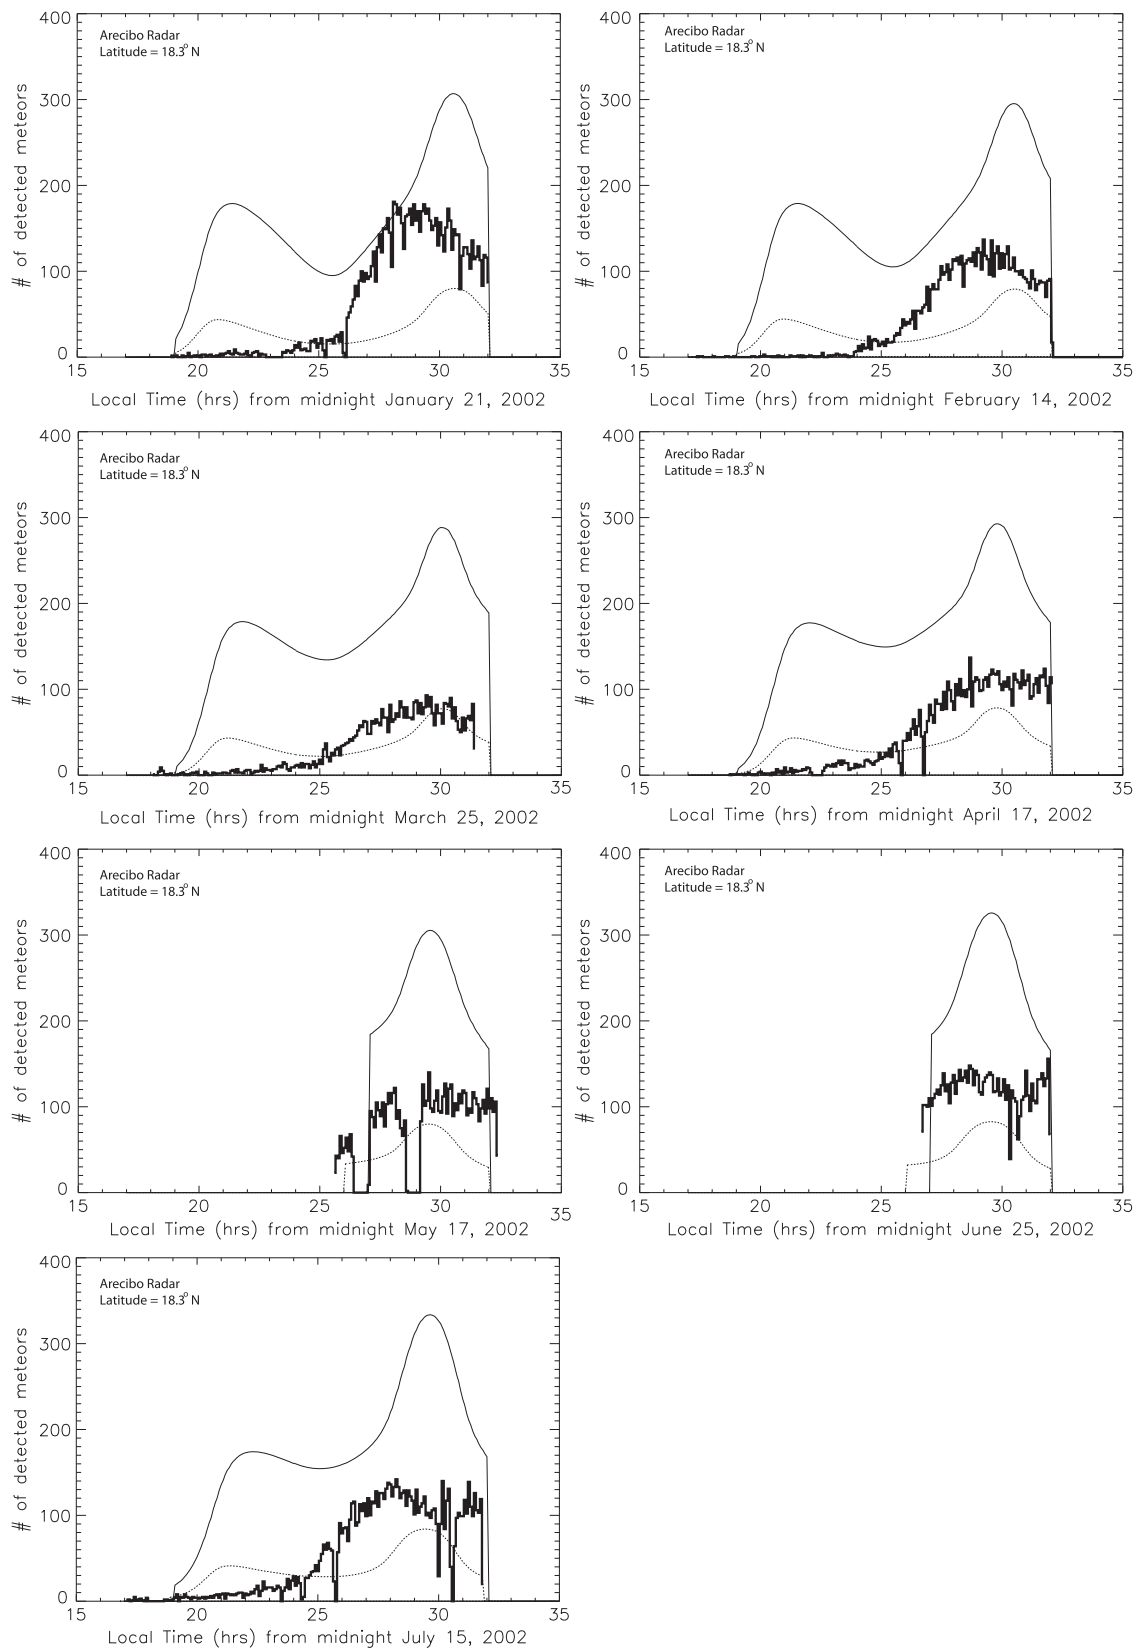 Arecibo Radar
Latitude = 18.3° N
# of detected meteors
400
300
200
100
0
15 20 25 30 35
Local Time (hrs) from midnight January 21, 2002
Arecibo Radar
Latitude = 18.3° N
# of detected meteors
400
300
200
100
0
15 20 25 30 35
Local Time (hrs) from midnight February 14, 2002
Arecibo Radar
Latitude = 18.3° N
# of detected meteors
400
300
200
100
0
15 20 25 30 35
Local Time (hrs) from midnight March 25, 2002
Arecibo Radar
Latitude = 18.3° N
# of detected meteors
400
300
200
100
0
15 20 25 30 35
Local Time (hrs) from midnight April 17, 2002
Arecibo Radar
Latitude = 18.3° N
# of detected meteors
400
300
200
100
0
15 20 25 30 35
Local Time (hrs) from midnight May 17, 2002
Arecibo Radar
Latitude = 18.3° N
# of detected meteors
400
300
200
100
0
15 20 25 30 35
Local Time (hrs) from midnight June 25, 2002
Arecibo Radar
Latitude = 18.3° N
# of detected meteors
400
300
200
100
0
15 20 25 30 35
Local Time (hrs) from midnight July 15, 2002